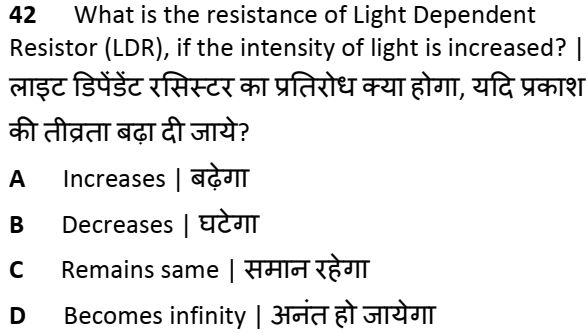 42 What is the resistance of Light Dependent
Resistor (LDR), if the intensity of light is increased? |
लाइट डिपेंडेंट रसिस्टर का प्रतिरोध क्या होगा, यदि प्रकाश
की तीव्रता बढ़ा दी जाये?
A Increases | बढ़ेगा
B Decreases | घटेगा
C Remains same | समान रहेगा
D Becomes infinity | अनंत हो जायेगा